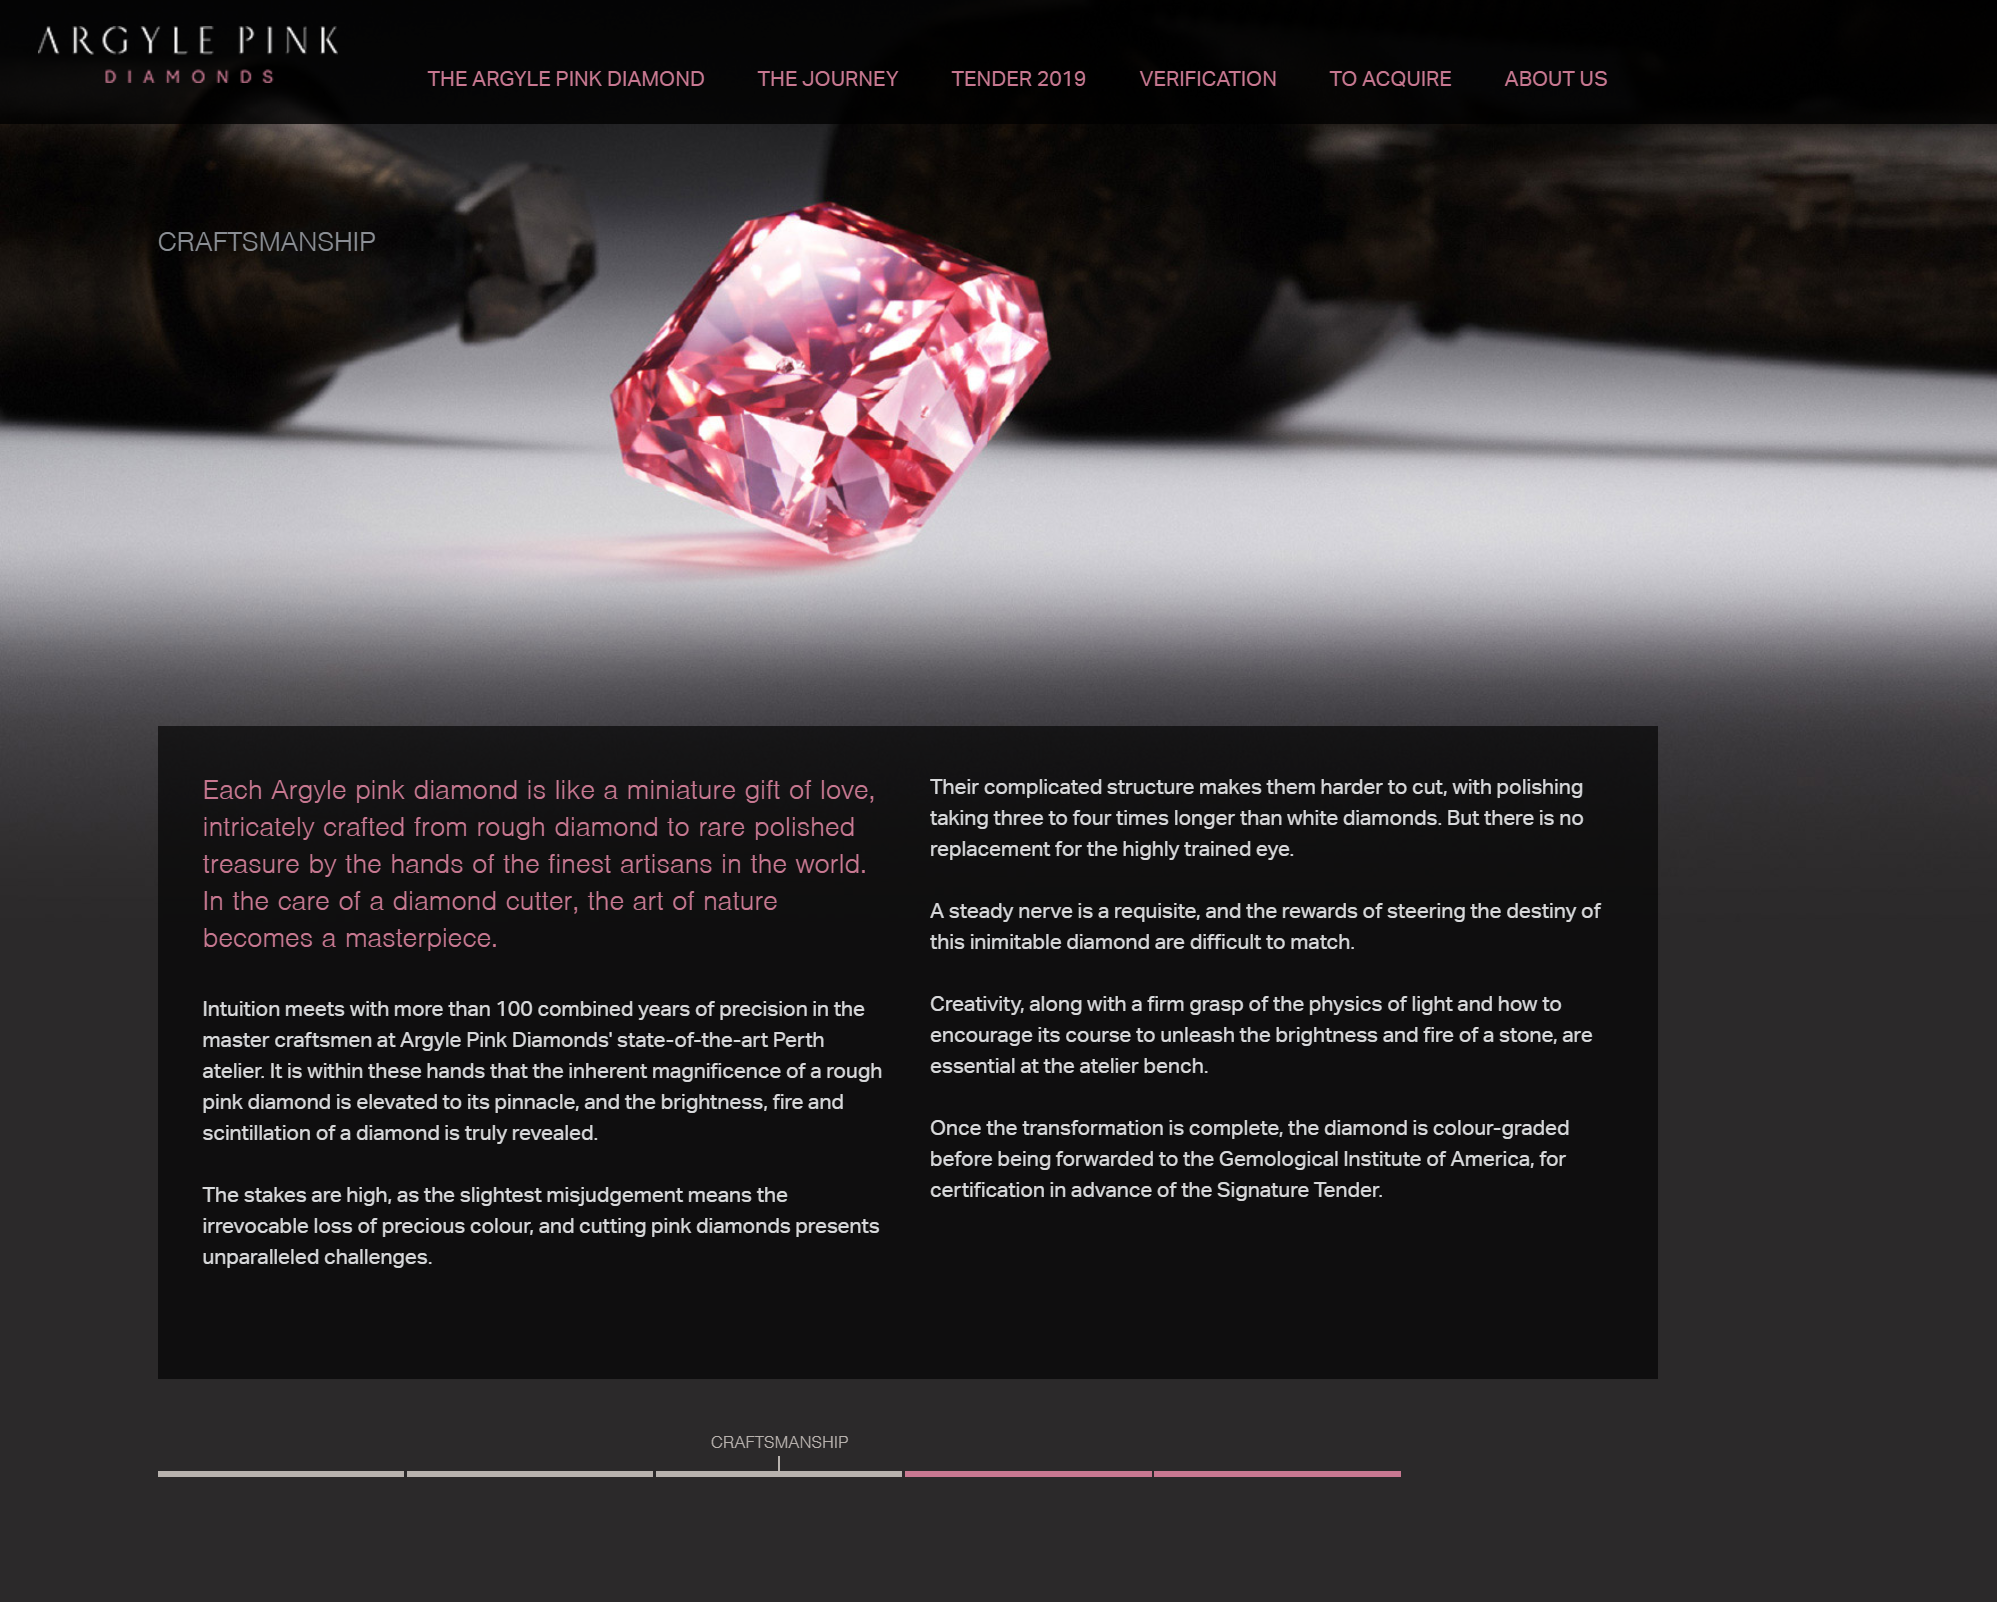 ARGYLE PINK
DIAMONDS
THE ARGYLE PINK DIAMOND THE JOURNEY TENDER 2019 VERIFICATION TO ACQUIRE ABOUT US
CRAFTSMANSHIP
Each Argyle pink diamond is like a miniature gift of love,
intricately crafted from rough diamond to rare polished
treasure by the hands of the finest artisans in the world.
In the care of a diamond cutter, the art of nature
becomes a masterpiece.
Intuition meets with more than 100 combined years of precision in the
master craftsmen at Argyle Pink Diamonds' state-of-the-art Perth
atelier. It is within these hands that the inherent magnificence of a rough
pink diamond is elevated to its pinnacle, and the brightness, fire and
scintillation of a diamond is truly revealed.
The stakes are high, as the slightest misjudgement means the
irrevocable loss of precious colour, and cutting pink diamonds presents
unparalleled challenges.
Their complicated structure makes them harder to cut, with polishing
taking three to four times longer than white diamonds. But there is no
replacement for the highly trained eye.
A steady nerve is a requisite, and the rewards of steering the destiny of
this inimitable diamond are difficult to match.
Creativity, along with a firm grasp of the physics of light and how to
encourage its course to unleash the brightness and fire of a stone, are
essential at the atelier bench.
Once the transformation is complete, the diamond is colour-graded
before being forwarded to the Gemological Institute of America, for
certification in advance of the Signature Tender.
CRAFTSMANSHIP